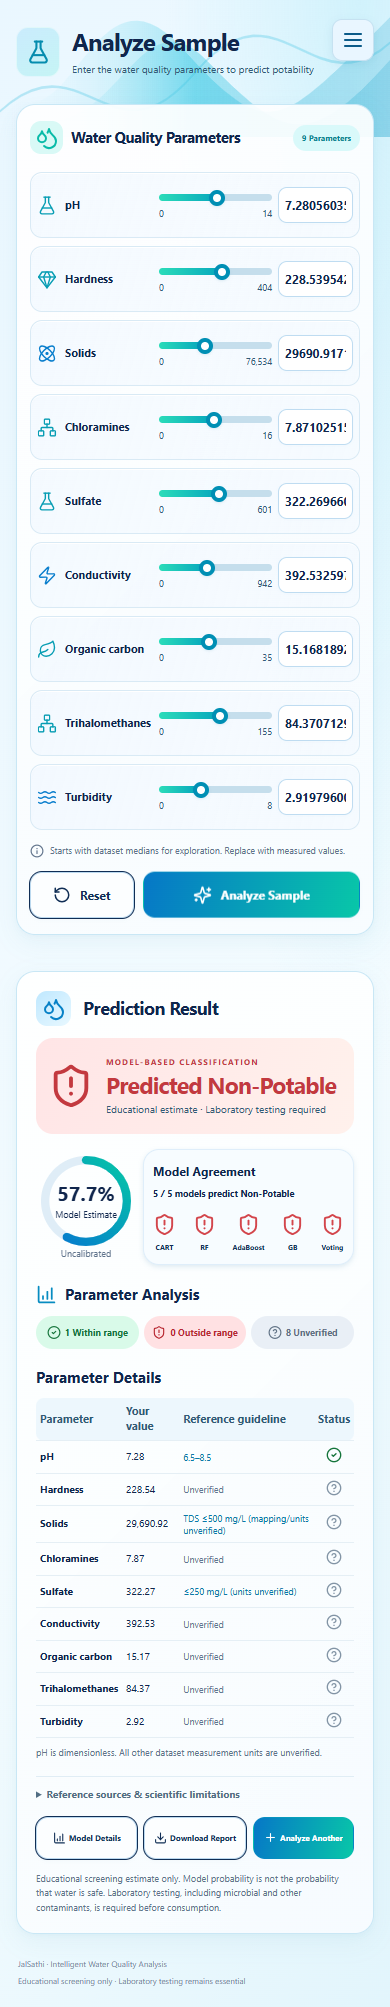 Analyze Sample
Enter the water quality parameters to predict potability
Water Quality Parameters
9 Parameters
pH
0
14
7.2805603
Hardness
0
404
228.539542
Solids
0
76,534
29690.917
Chloramines
0
16
7.8710251
Sulfate
0
601
322.269660
Conductivity
0
942
392.532597
Organic carbon
0
35
15.1681892
Trihalomethanes
0
155
84.3707129
Turbidity
0
8
2.9197960
Starts with dataset medians for exploration. Replace with measured values.
Reset
Analyze Sample
Prediction Result
MODEL-BASED CLASSIFICATION
Predicted Non-Potable
Educational estimate · Laboratory testing required
57.7%
Model Estimate
Uncalibrated
Model Agreement
5 / 5 models predict Non-Potable
CART RF AdaBoost GB Voting
Parameter Analysis
1 Within range
0 Outside range
8 Unverified
Parameter Details
Parameter Your value Reference guideline Status
pH 7.28 6.5–8.5
Hardness 228.54 Unverified
Solids 29,690.92 TDS ≤500 mg/L (mapping/units unverified)
Chloramines 7.87 Unverified
Sulfate 322.27 ≤250 mg/L (units unverified)
Conductivity 392.53 Unverified
Organic carbon 15.17 Unverified
Trihalomethanes 84.37 Unverified
Turbidity 2.92 Unverified
pH is dimensionless. All other dataset measurement units are unverified.
Reference sources & scientific limitations
Model Details
Download Report
Analyze Another
Educational screening estimate only. Model probability is not the probability
that water is safe. Laboratory testing, including microbial and other
contaminants, is required before consumption.
JalSathi · Intelligent Water Quality Analysis
Educational screening only · Laboratory testing remains essential